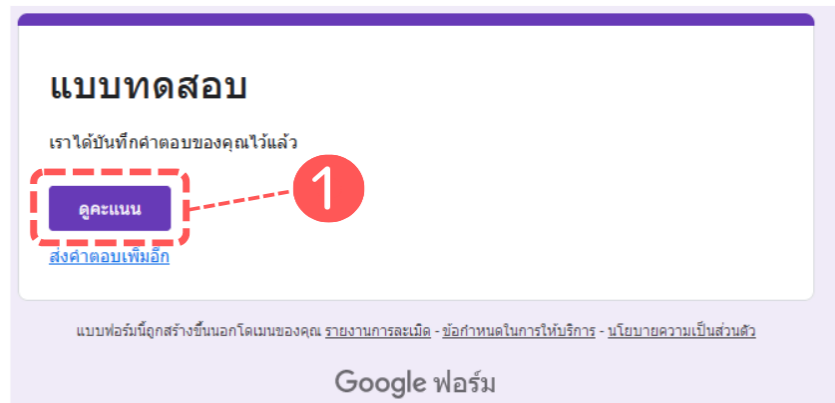 แบบทดสอบ
เราได้บันทึกคำตอบของคุณไว้แล้ว
1
ดูคะแนน
ส่งคำตอบเพิ่มอีก
แบบฟอร์มนี้ถูกสร้างขึ้นนอกโดเมนของคุณ รายงานการละเมิด - ข้อกำหนดในการให้บริการ - นโยบายความเป็นส่วนตัว
Google ฟอร์ม